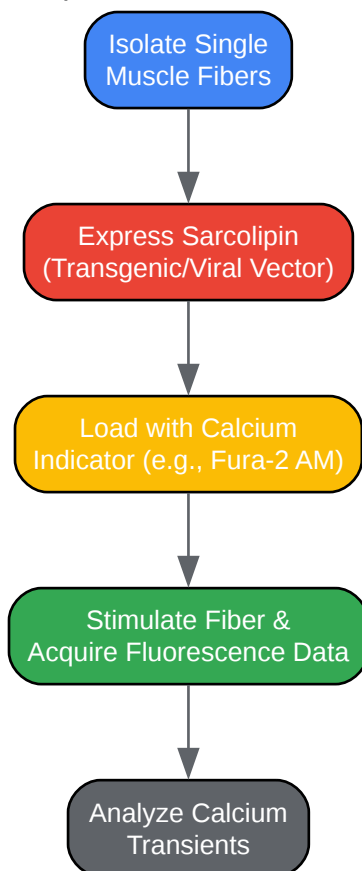 Isolate Single
Muscle Fibers
Express Sarcolipin
(Transgenic/Viral Vector)
Load with Calcium
Indicator (e.g., Fura-2 AM)
Stimulate Fiber &
Acquire Fluorescence Data
Analyze Calcium
Transients